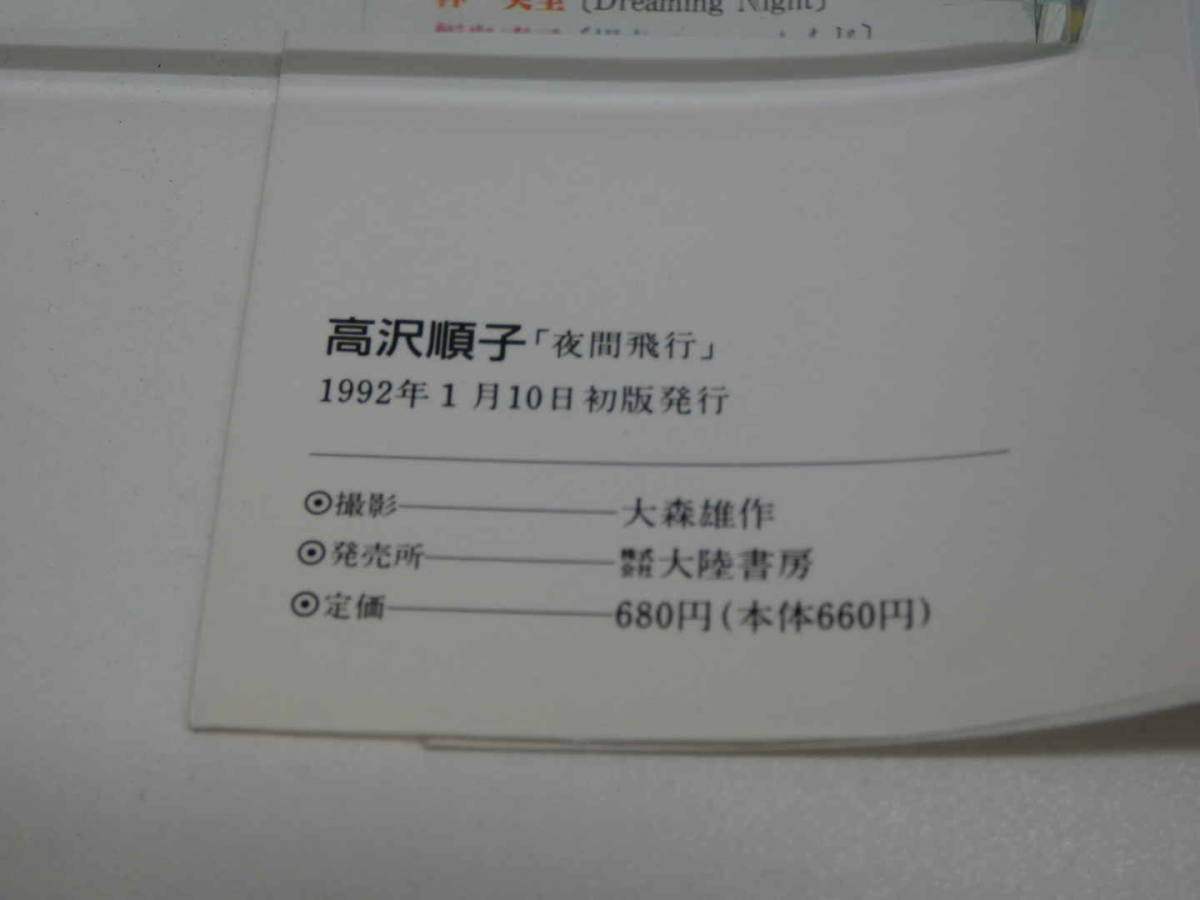 (Dreaming Night)
高沢順子「夜間飛行」
1992年1月10日初版発行
◉撮影――――大森雄作
◉発売所――――株式会社大陸書房
◉定価――――680円(本体660円)